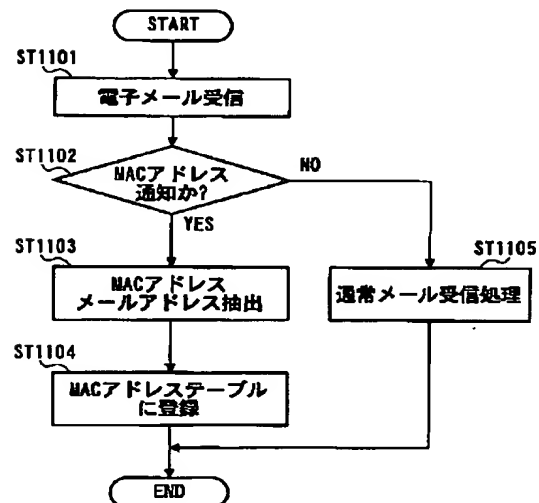 START
ST1101
電子メール受信
ST1102
MACアドレス
通知か?
NO
YES
ST1103
MACアドレス
メールアドレス抽出
ST1105
通常メール受信処理
ST1104
MACアドレステーブル
に登録
END